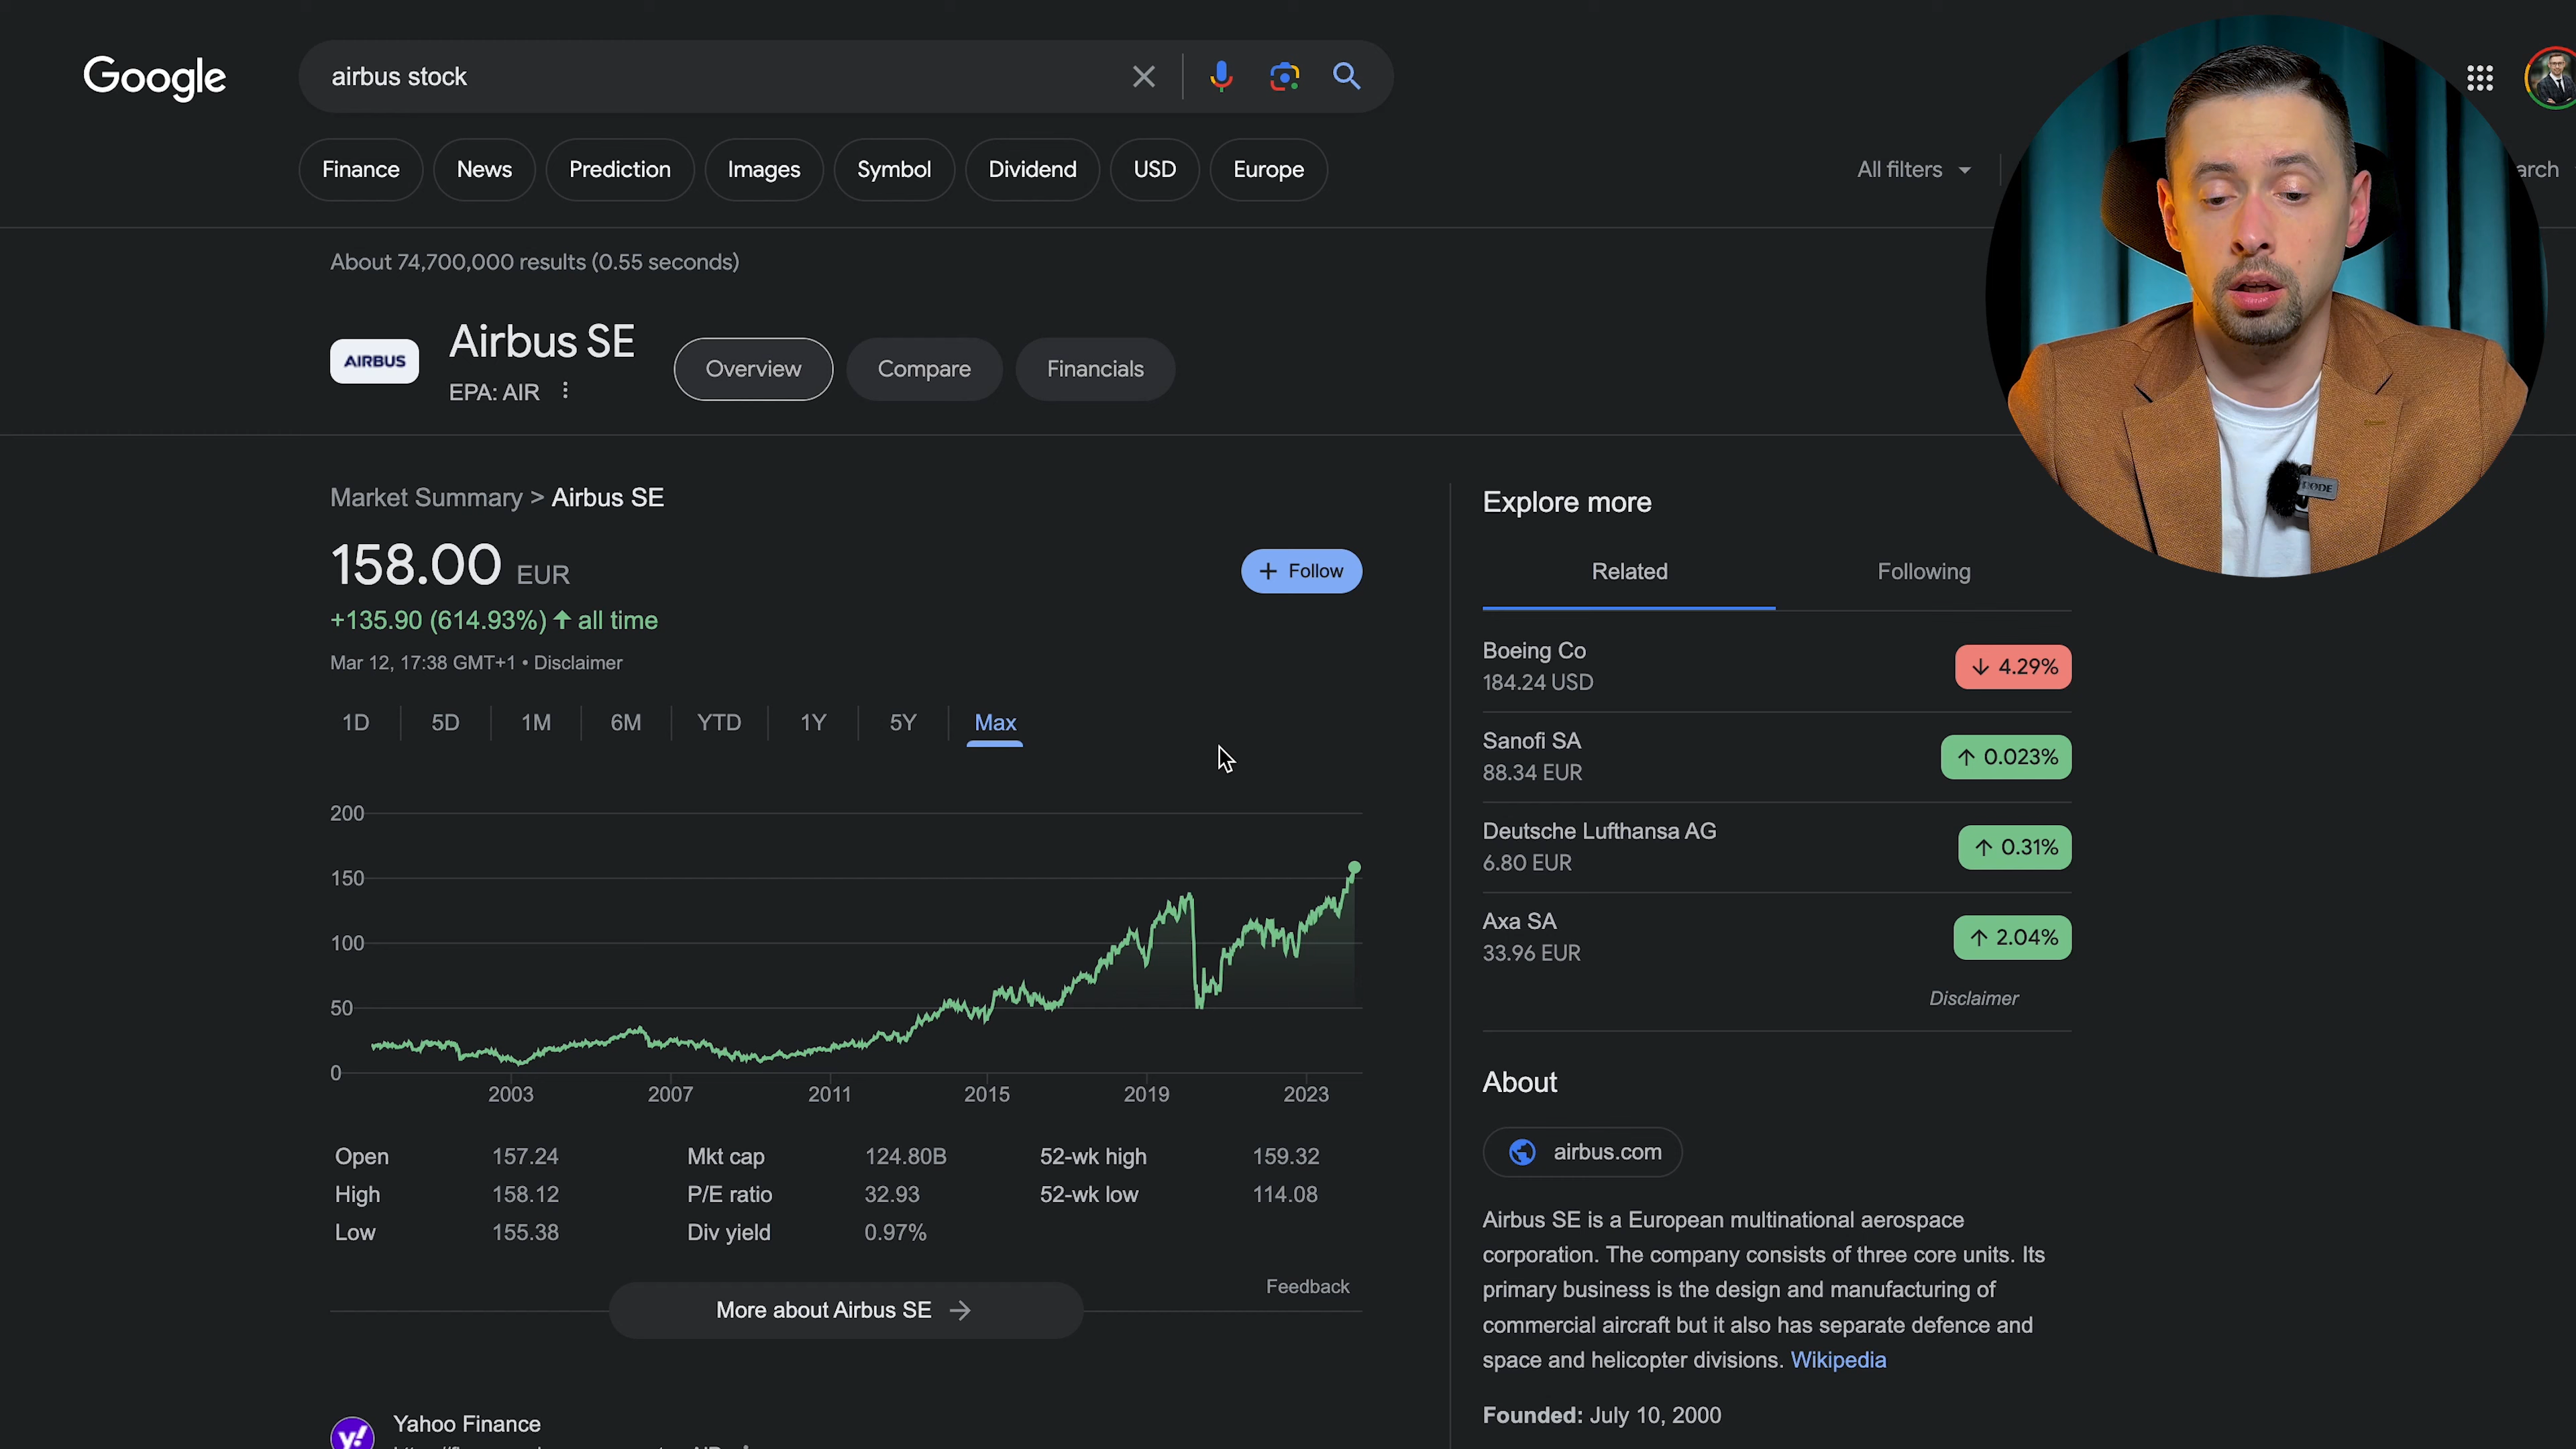 Google
airbus stock
Finance
News
Prediction
Images
Symbol
Dividend
USD
Europe
All filters
arch
About 74,700,000 results (0.55 seconds)
AIRBUS
Airbus SE
EPA: AIR
Overview
Compare
Financials
Market Summary > Airbus SE
158.00 EUR
+ Follow
+135.90 (614.93%) ↑ all time
Mar 12, 17:38 GMT+1 • Disclaimer
1D
5D
1M
6M
YTD
1Y
5Y
Max
200
150
100
50
0
2003
2007
2011
2015
2019
2023
Open 157.24
High 158.12
Low 155.38
Mkt cap 124.80B
P/E ratio 32.93
Div yield 0.97%
52-wk high 159.32
52-wk low 114.08
Feedback
More about Airbus SE →
Yahoo Finance
y!
Explore more
Related
Following
Boeing Co
184.24 USD
↓ 4.29%
Sanofi SA
88.34 EUR
↑ 0.023%
Deutsche Lufthansa AG
6.80 EUR
↑ 0.31%
Axa SA
33.96 EUR
↑ 2.04%
Disclaimer
About
airbus.com
Airbus SE is a European multinational aerospace
corporation. The company consists of three core units. Its
primary business is the design and manufacturing of
commercial aircraft but it also has separate defence and
space and helicopter divisions. Wikipedia
Founded: July 10, 2000
RODE